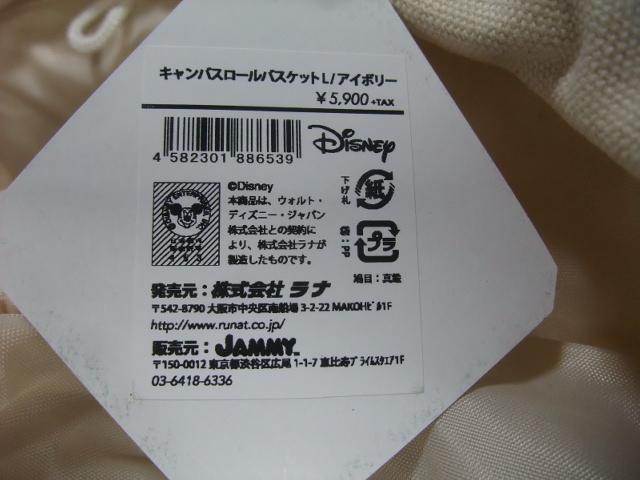 キャンバスロールバスケットL/アイボリー
¥5,900+TAX
4 582301 886539
Disney
©Disney
本商品は、ウォルト・
ディズニー・ジャパン
株式会社との契約に
より、株式会社ラナが
製造したものです。
下げ札
紙
袋:PP
プラ
鳩目:真鍮
発売元:株式会社 ラナ
〒542-8790 大阪市中央区南船場 3-2-22 MAKOHビル1F
http://www.runat.co.jp/
販売元:JAMMY
〒150-0012 東京都渋谷区広尾 1-1-7 恵比寿プライムスクエア1F
03-6418-6336